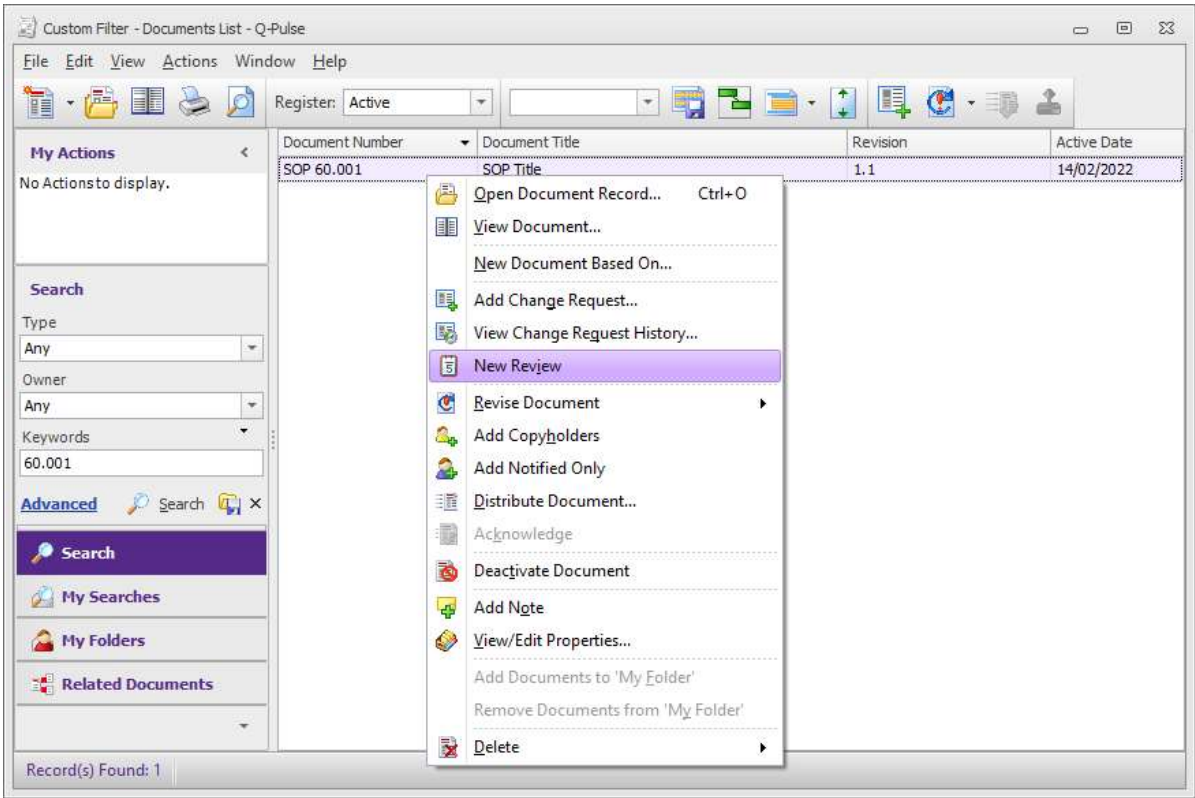 Custom Filter - Documents List - Q-Pulse
File Edit View Actions Window Help
Register: Active
My Actions
No Actions to display.
Document Number Document Title Revision Active Date
SOP 60.001 SOP Title 1.1 14/02/2022
Open Document Record... Ctrl+O
View Document...
New Document Based On...
Add Change Request...
View Change Request History...
5 New Review
Revise Document
Add Copyholders
Add Notified Only
Distribute Document...
Acknowledge
Deactivate Document
Add Note
View/Edit Properties...
Add Documents to 'My Folder'
Remove Documents from 'My Folder'
Delete
Search
Type
Any
Owner
Any
Keywords
60.001
Advanced Search
Search
My Searches
My Folders
Related Documents
Record(s) Found: 1